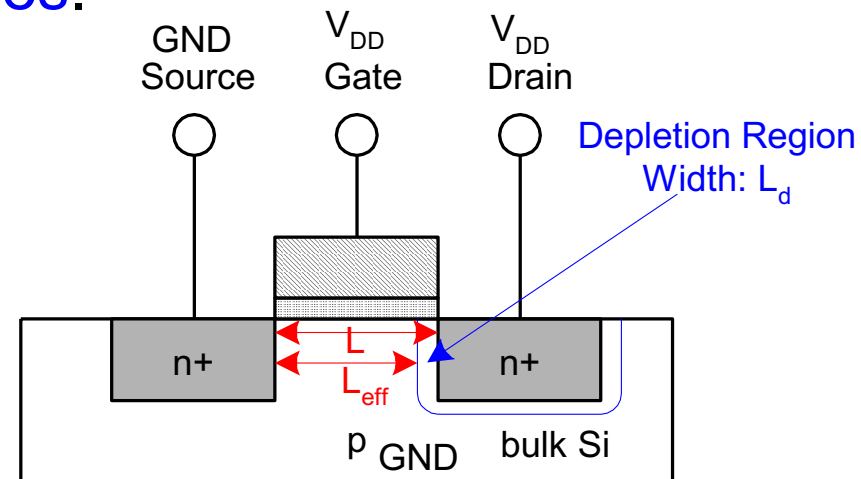 GND
Source
V_DD
Gate
V_DD
Drain
Depletion Region
Width: L_d
L
L_eff
n+
n+
p
GND
bulk Si